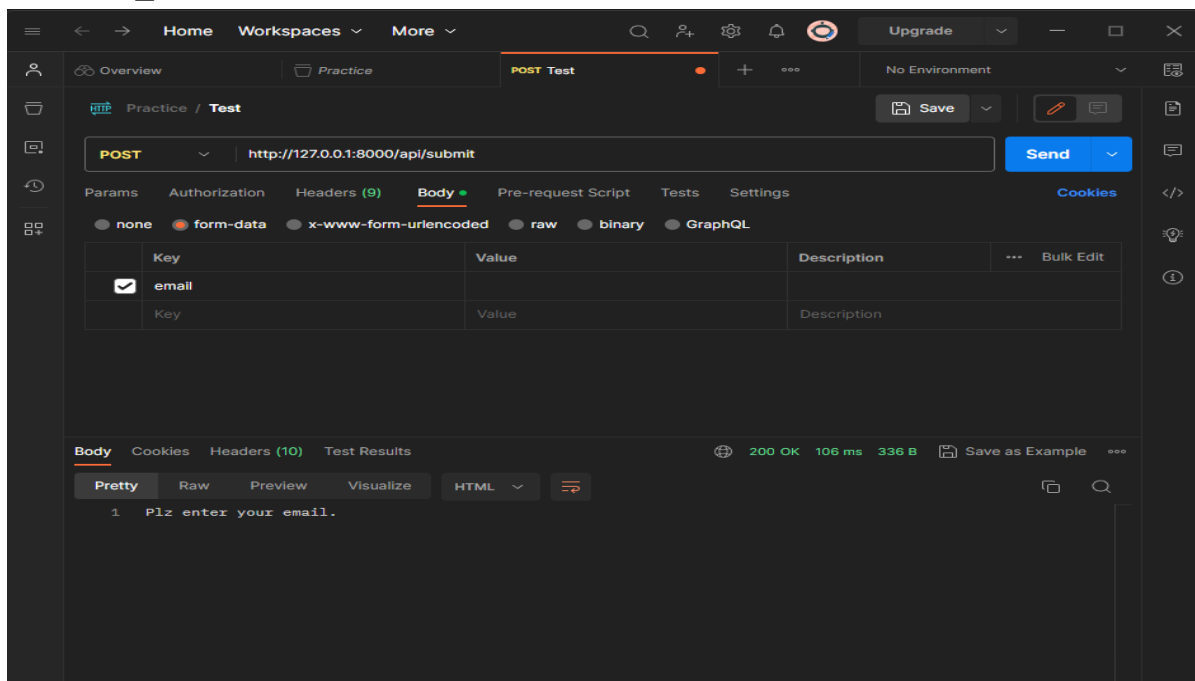 Home Workspaces More Upgrade
Overview Practice POST Test No Environment
HTTP Practice / Test Save
POST http://127.0.0.1:8000/api/submit Send
Params Authorization Headers (9) Body Pre-request Script Tests Settings Cookies
none form-data x-www-form-urlencoded raw binary GraphQL
Key Value Description Bulk Edit
email
Key Value Description
Body Cookies Headers (10) Test Results 200 OK 106 ms 336 B Save as Example
Pretty Raw Preview Visualize HTML
1 Plz enter your email.